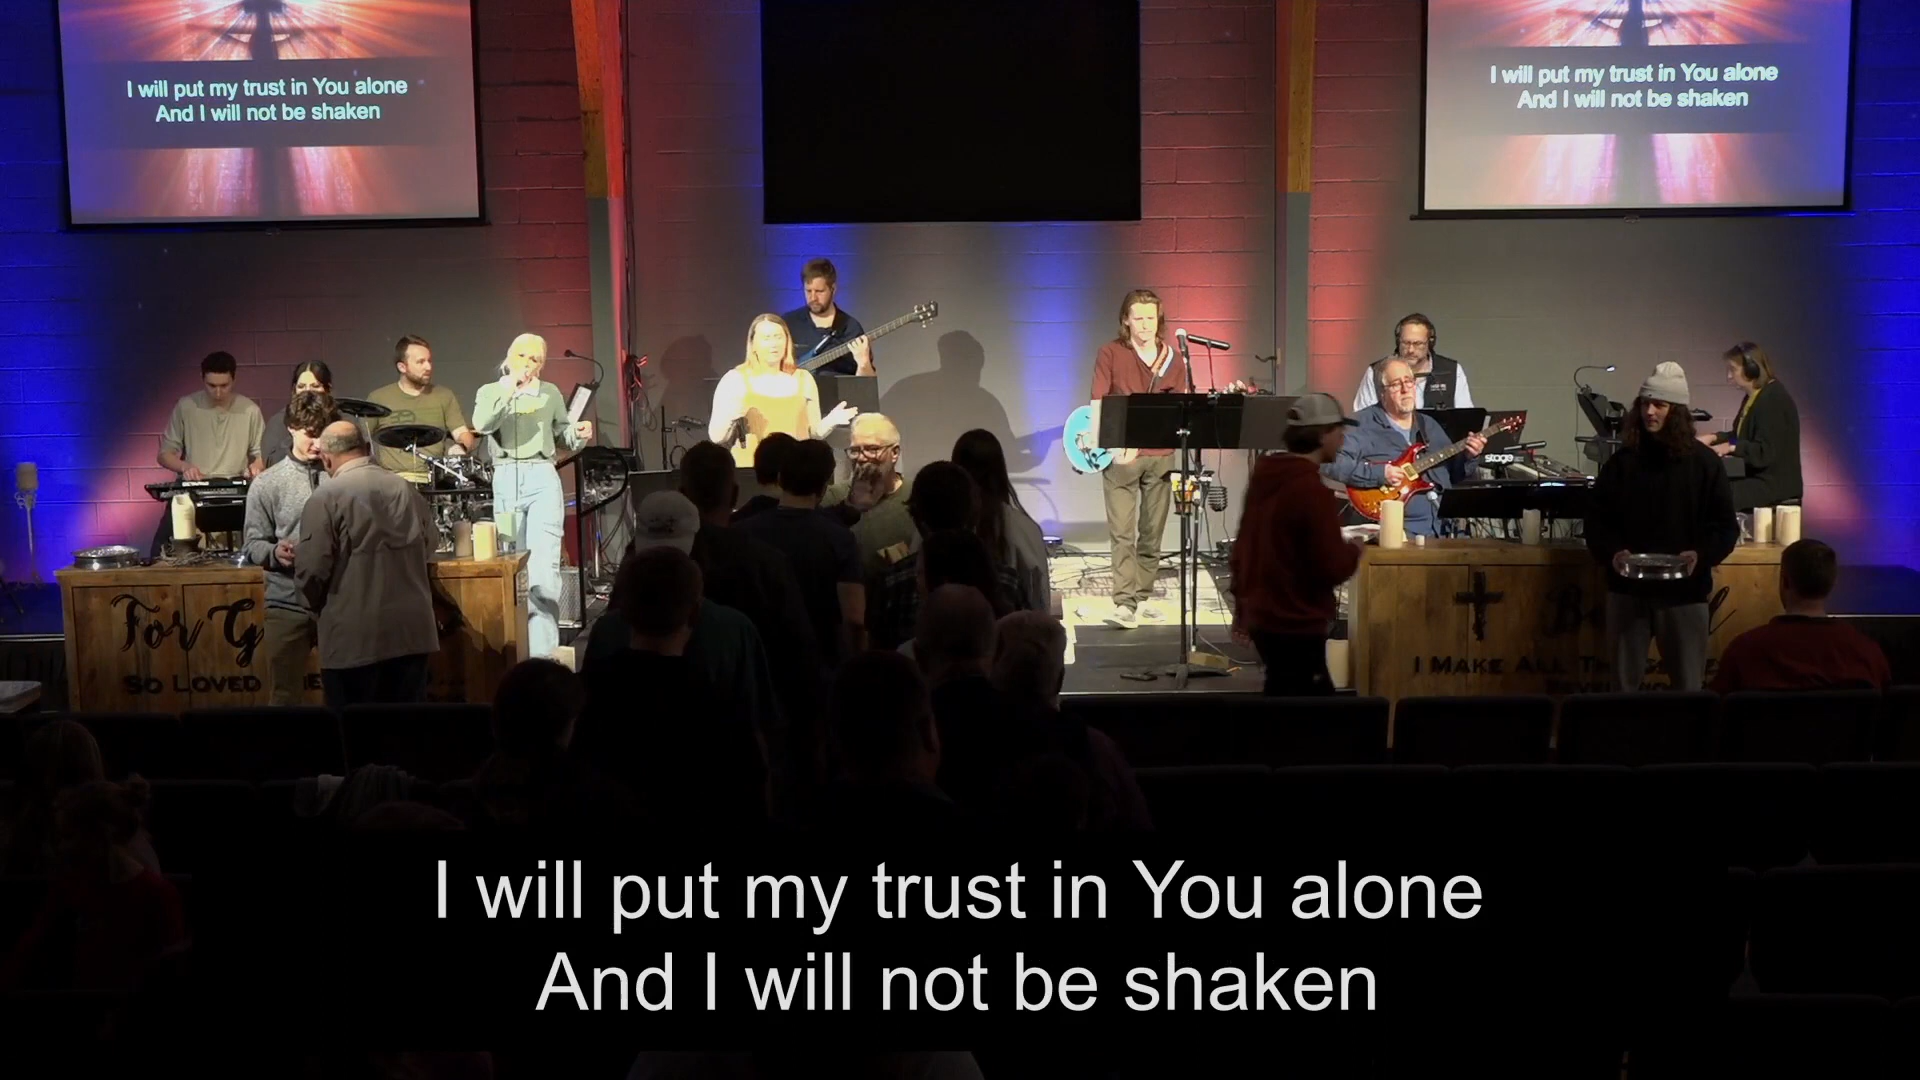 I will put my trust in You alone
And I will not be shaken
I will put my trust in You alone
And I will not be shaken
stage
For G
So Loved
I Make All
I will put my trust in You alone
And I will not be shaken